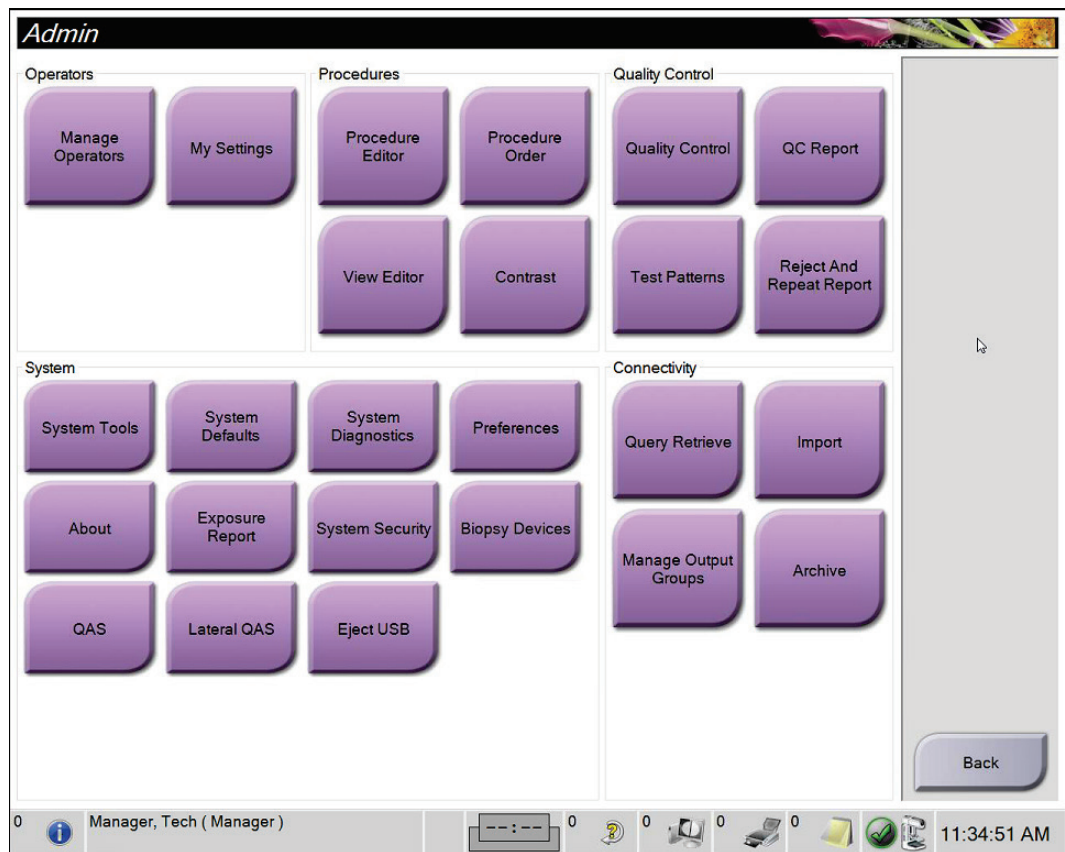 Admin
Operators
Manage
Operators
My Settings
Procedures
Procedure
Editor
Procedure
Order
View Editor
Contrast
Quality Control
Quality Control
QC Report
Test Patterns
Reject And
Repeat Report
System
System Tools
System
Defaults
System
Diagnostics
Preferences
About
Exposure
Report
System Security
Biopsy Devices
QAS
Lateral QAS
Eject USB
Connectivity
Query Retrieve
Import
Manage Output
Groups
Archive
Back
0
Manager, Tech ( Manager )
--:--
0
0
0
0
11:34:51 AM